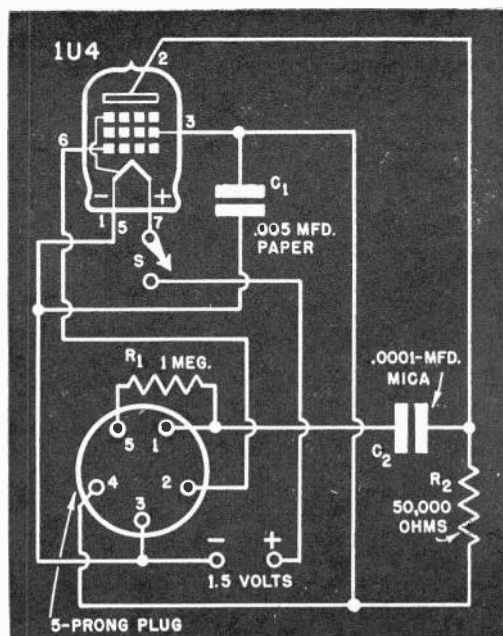 1U4
2
6
3
− +
1 5 7
S
C1
.005 MFD.
PAPER
R1 1 MEG.
.0001-MFD.
MICA
C2
5 1
4 2
3
R2
50,000
OHMS
− +
1.5 VOLTS
5-PRONG PLUG